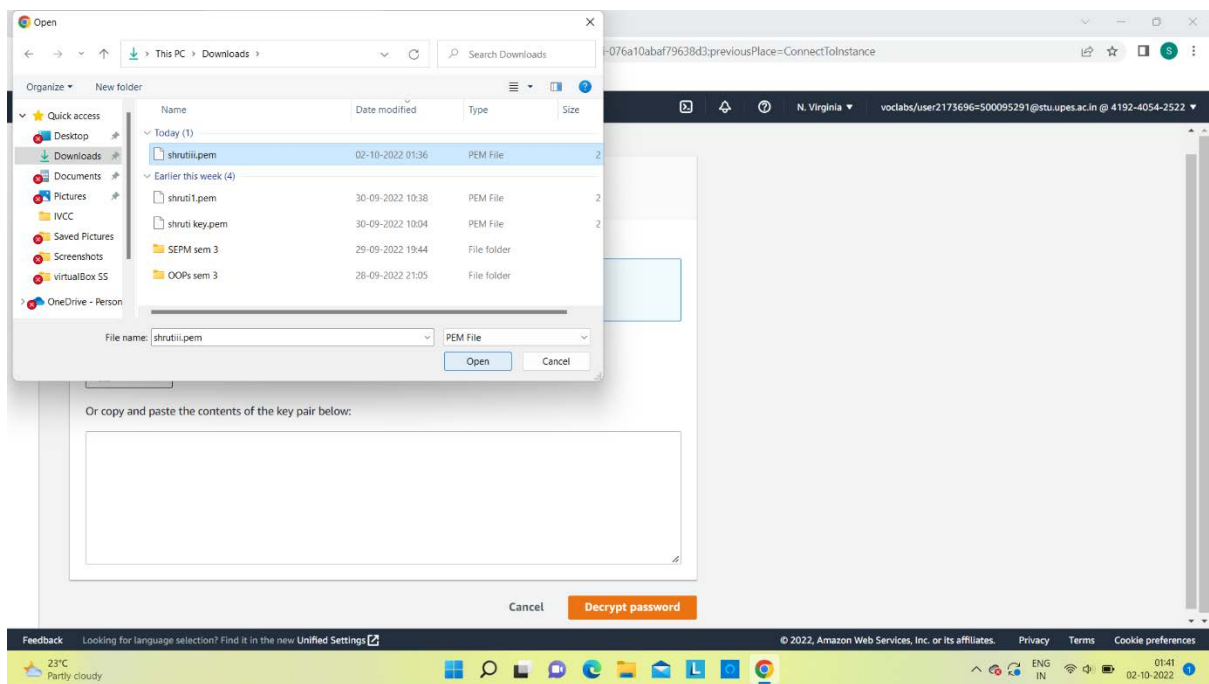 Open
This PC > Downloads >
Search Downloads
i-076a10abaf79638d3;previousPlace=ConnectToInstance
S
Organize
New folder
N. Virginia
voclabs/user2173696=500095291@stu.upes.ac.in @ 4192-4054-2522
Name Date modified Type Size
Quick access
Today (1)
Desktop
shrutiii.pem 02-10-2022 01:36 PEM File 2
Downloads
Earlier this week (4)
Documents
shruti1.pem 30-09-2022 10:38 PEM File 2
Pictures
shruti key.pem 30-09-2022 10:04 PEM File 2
IVCC
Saved Pictures
SEPM sem 3 29-09-2022 19:44 File folder
Screenshots
OOPs sem 3 28-09-2022 21:05 File folder
virtualBox SS
OneDrive - Person
File name: shrutiii.pem
PEM File
Open Cancel
Or copy and paste the contents of the key pair below:
Cancel Decrypt password
Feedback Looking for language selection? Find it in the new Unified Settings
© 2022, Amazon Web Services, Inc. or its affiliates. Privacy Terms Cookie preferences
23°C
Partly cloudy
L
ENG
IN
01:41
02-10-2022
1